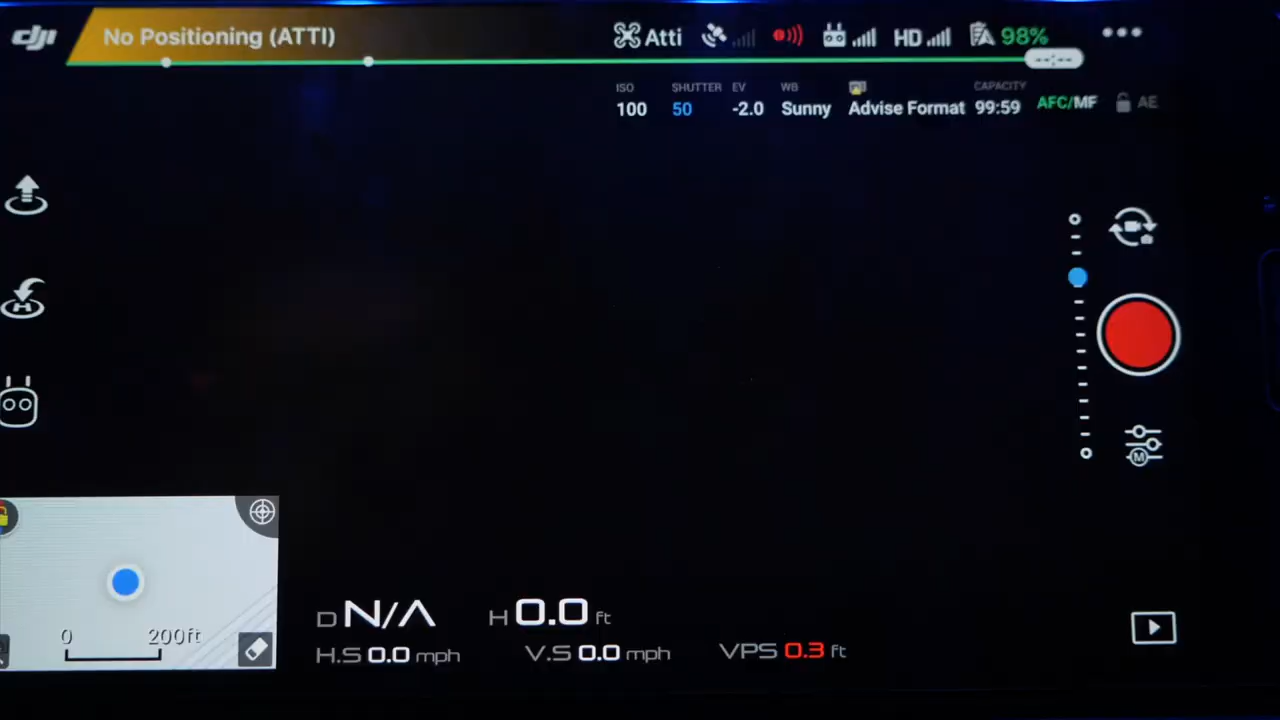 dji No Positioning (ATTI) Atti HD 98%
ISO SHUTTER EV WB CAPACITY
100 50 -2.0 Sunny Advise Format 99:59 AFC/MF AE
H
M
0 200ft
D N/A H 0.0 ft
H.S 0.0 mph V.S 0.0 mph VPS 0.3 ft